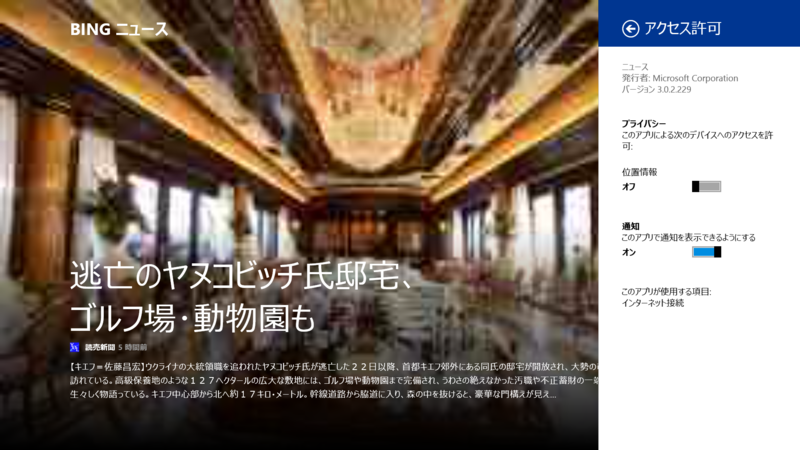 BING ニュース
逃亡のヤヌコビッチ氏邸宅、
ゴルフ場・動物園も
読売新聞 5 時間前
【キエフ＝佐藤昌宏】ウクライナの大統領職を追われたヤヌコビッチ氏が逃亡した２２日以降、首都キエフ郊外にある同氏の邸宅が開放され、大勢の
訪れている。高級保養地のような１２７ヘクタールの広大な敷地には、ゴルフ場や動物園まで完備され、うわさの絶えなかった汚職や不正蓄財の一端
生々しく物語っている。キエフ中心部から北へ約１７キロ・メートル。幹線道路から脇道に入り、森の中を抜けると、豪華な門構えが見え...
アクセス許可
ニュース
発行者: Microsoft Corporation
バージョン 3.0.2.229
プライバシー
このアプリによる次のデバイスへのアクセスを許
可:
位置情報
オフ
通知
このアプリで通知を表示できるようにする
オン
このアプリが使用する項目:
インターネット接続